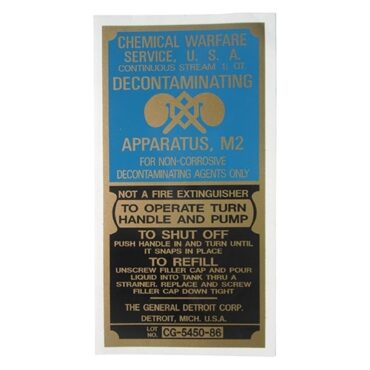 CHEMICAL WARFARE
SERVICE, U. S. A.
CONTINUOUS STREAM 1½ QT.
DECONTAMINATING
APPARATUS, M2
FOR NON-CORROSIVE
DECONTAMINATING AGENTS ONLY
NOT A FIRE EXTINGUISHER
TO OPERATE TURN
HANDLE AND PUMP
TO SHUT OFF
PUSH HANDLE IN AND TURN UNTIL
IT SNAPS IN PLACE
TO REFILL
UNSCREW FILLER CAP AND POUR
LIQUID INTO TANK THRU A
STRAINER. REPLACE AND SCREW
FILLER CAP DOWN TIGHT
THE GENERAL DETROIT CORP.
DETROIT, MICH. U.S.A.
LOT
NO. CG-5450-86